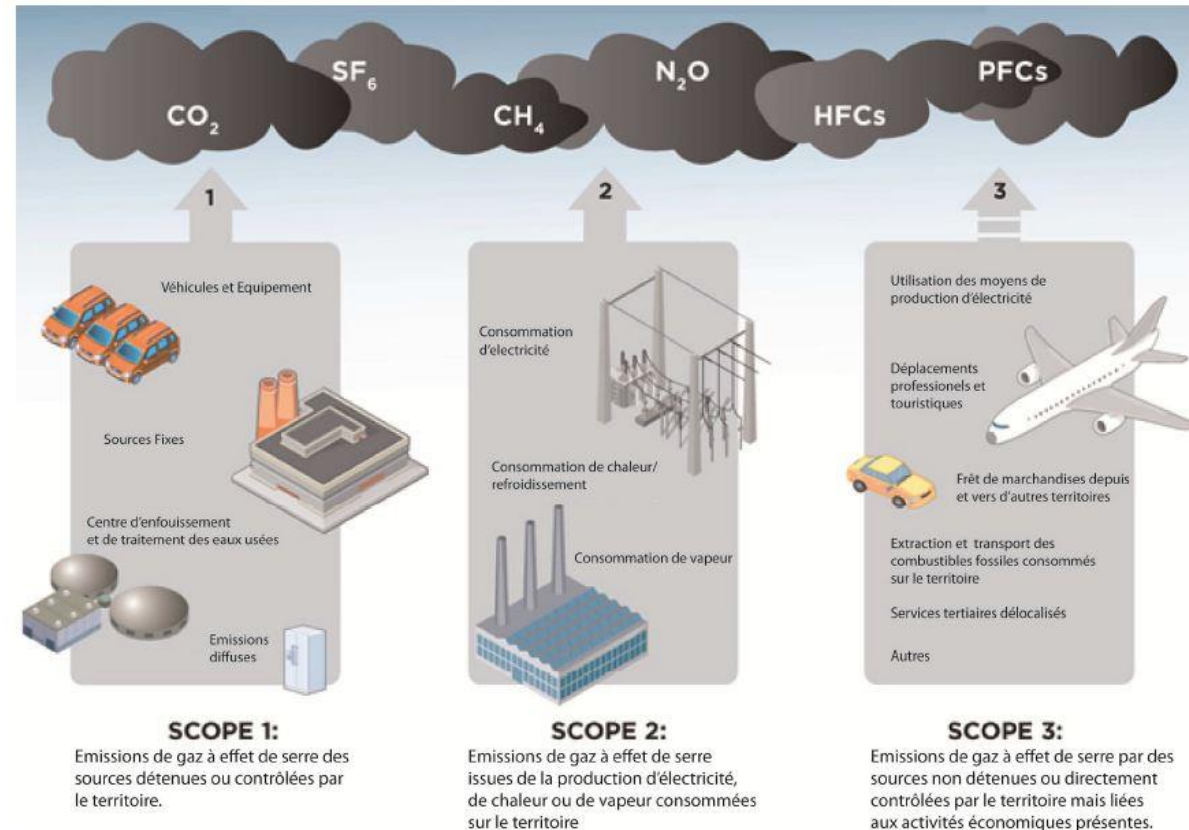 SF6
N2O
PFCs
CO2
CH4
HFCs
1
Véhicules et Equipement
Sources Fixes
Centre d'enfouissement
et de traitement des eaux usées
Emissions
diffuses
SCOPE 1:
Emissions de gaz à effet de serre des
sources détenues ou contrôlées par
le territoire.
2
Consommation
d'electricité
Consommation de chaleur/
refroidissement
Consommation de vapeur
SCOPE 2:
Emissions de gaz à effet de serre
issues de la production d'électricité,
de chaleur ou de vapeur consommées
sur le territoire
3
Utilisation des moyens de
production d'électricité
Déplacements
professionels et
touristiques
Frêt de marchandises depuis
et vers d'autres territoires
Extraction et transport des
combustibles fossiles consommés
sur le territoire
Services tertiaires délocalisés
Autres
SCOPE 3:
Emissions de gaz à effet de serre par des
sources non détenues ou directement
contrôlées par le territoire mais liées
aux activités économiques présentes.